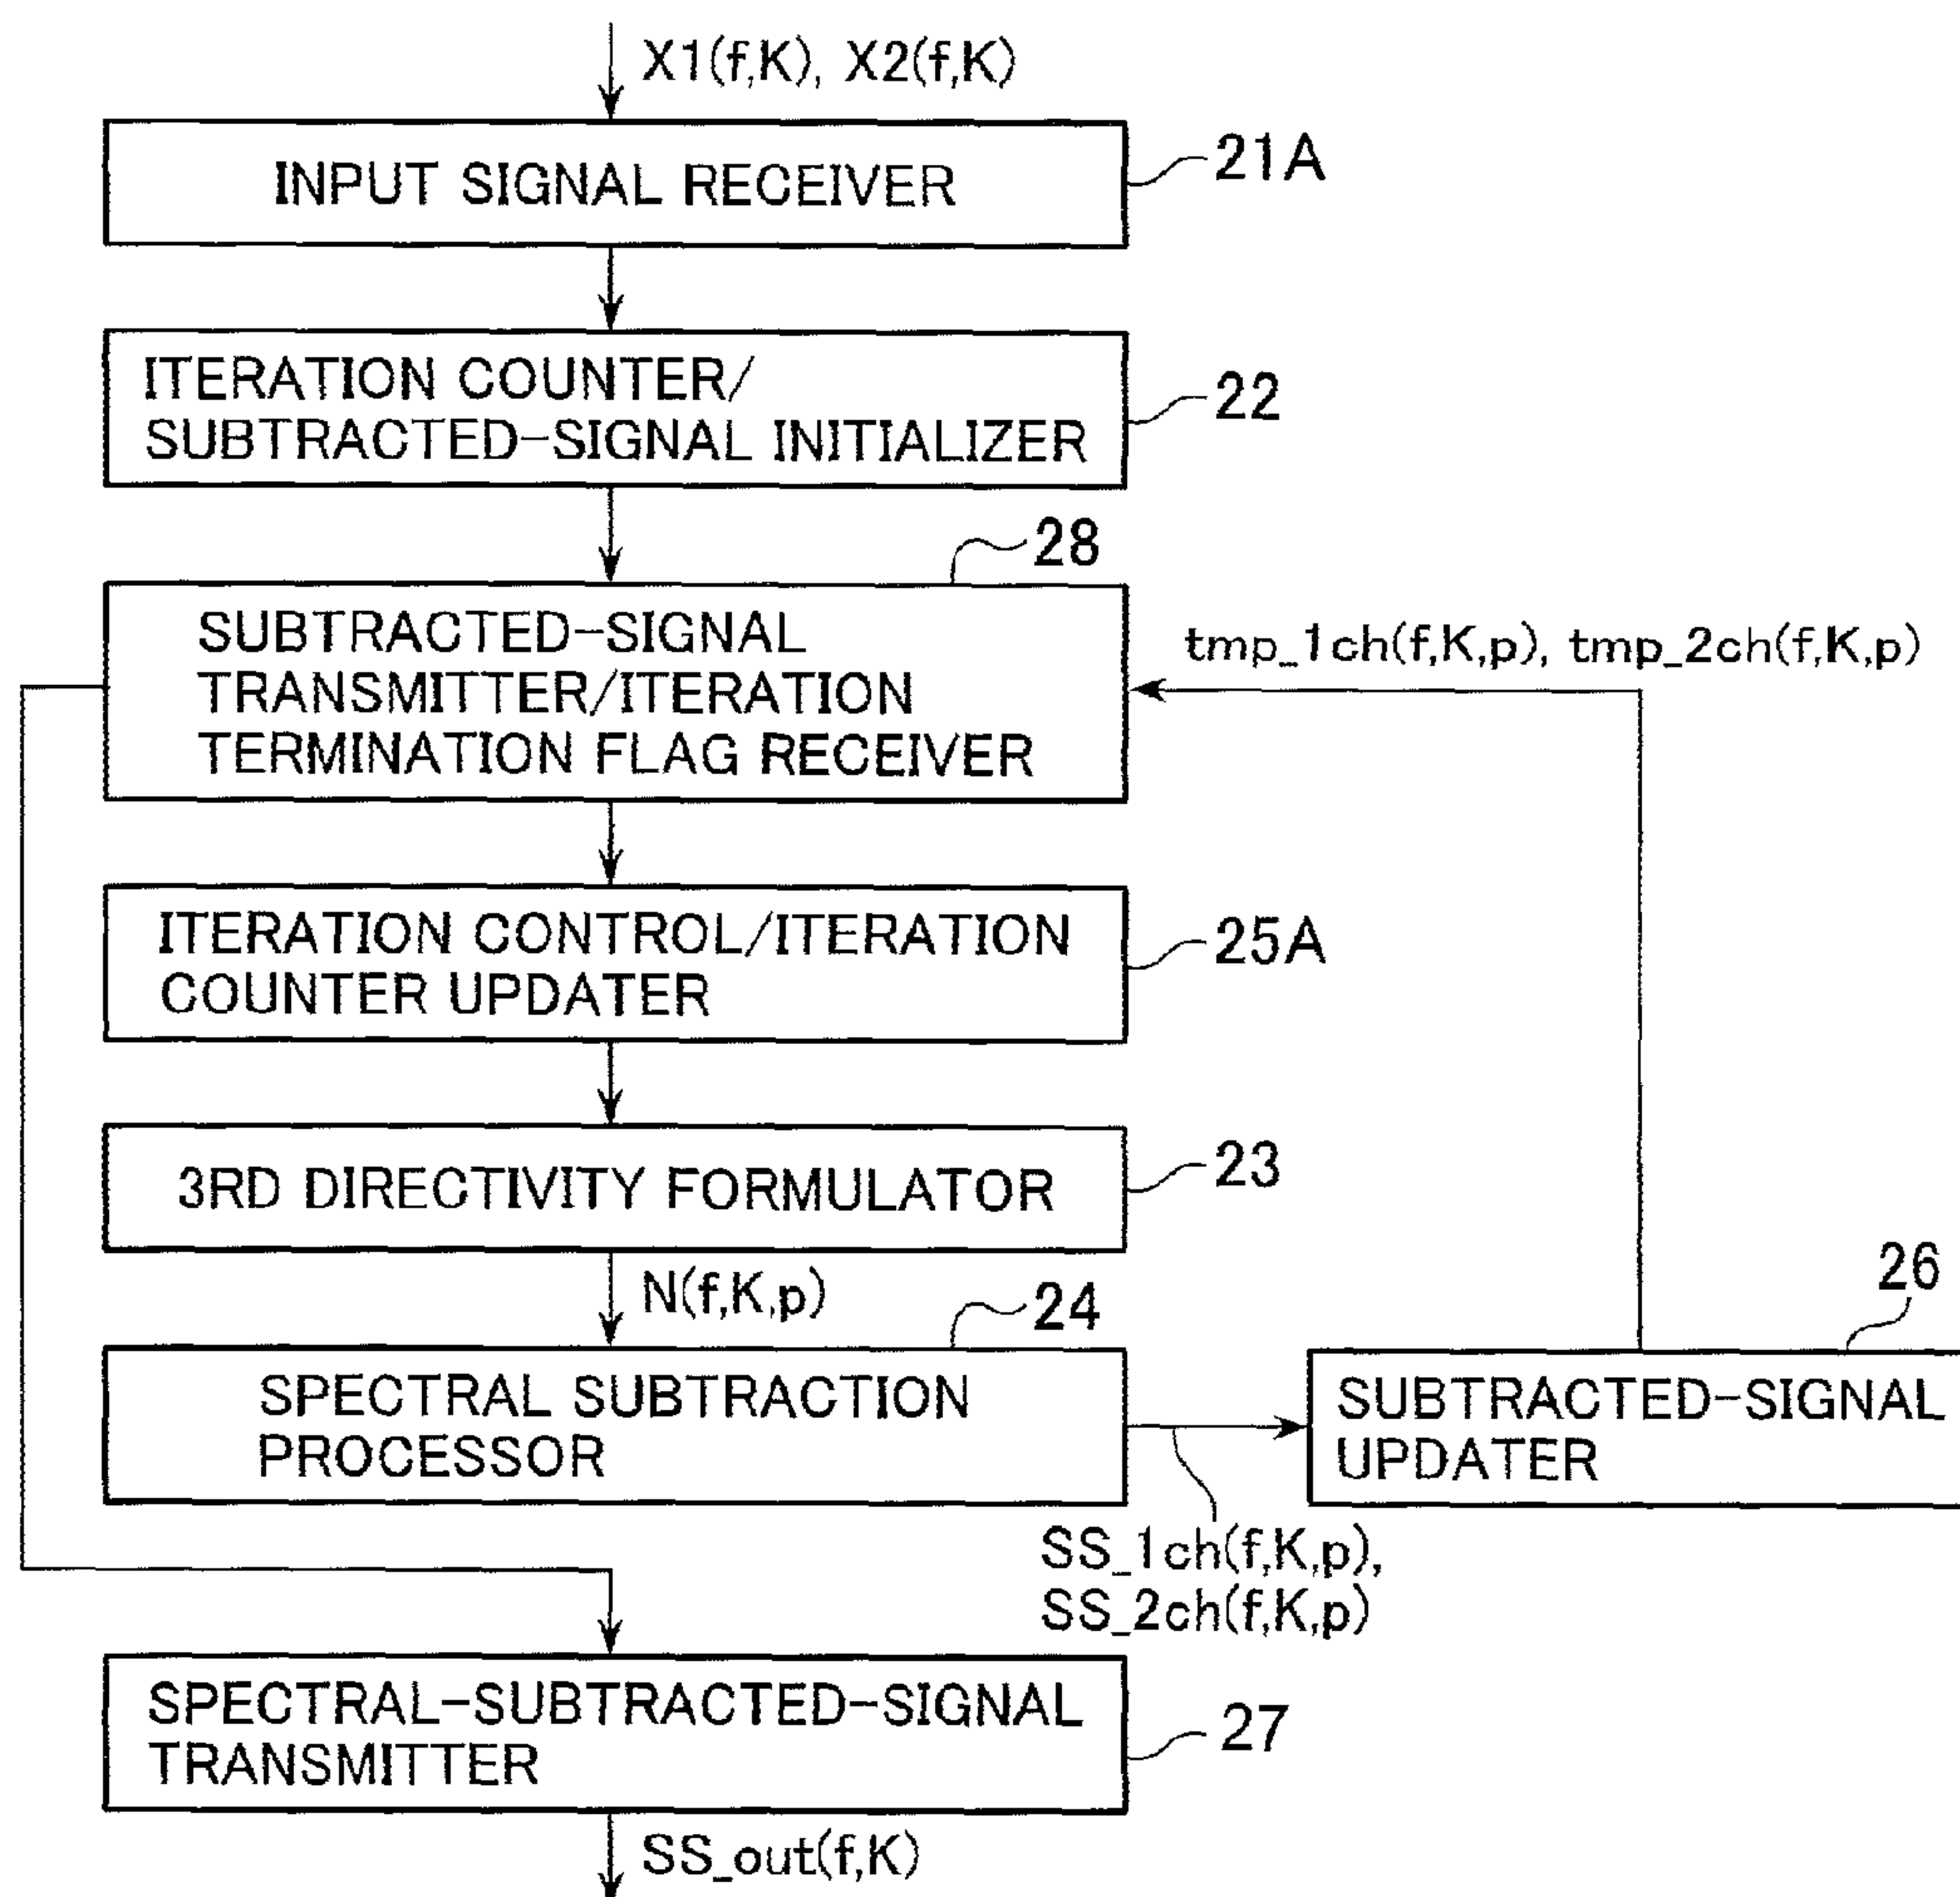 X1(f,K), X2(f,K)
INPUT SIGNAL RECEIVER
21A
ITERATION COUNTER/
SUBTRACTED-SIGNAL INITIALIZER
22
28
SUBTRACTED-SIGNAL
TRANSMITTER/ITERATION
TERMINATION FLAG RECEIVER
tmp_1ch(f,K,p), tmp_2ch(f,K,p)
ITERATION CONTROL/ITERATION
COUNTER UPDATER
25A
3RD DIRECTIVITY FORMULATOR
23
N(f,K,p)
24
SPECTRAL SUBTRACTION
PROCESSOR
26
SUBTRACTED-SIGNAL
UPDATER
SS_1ch(f,K,p),
SS_2ch(f,K,p)
SPECTRAL-SUBTRACTED-SIGNAL
TRANSMITTER
27
SS_out(f,K)